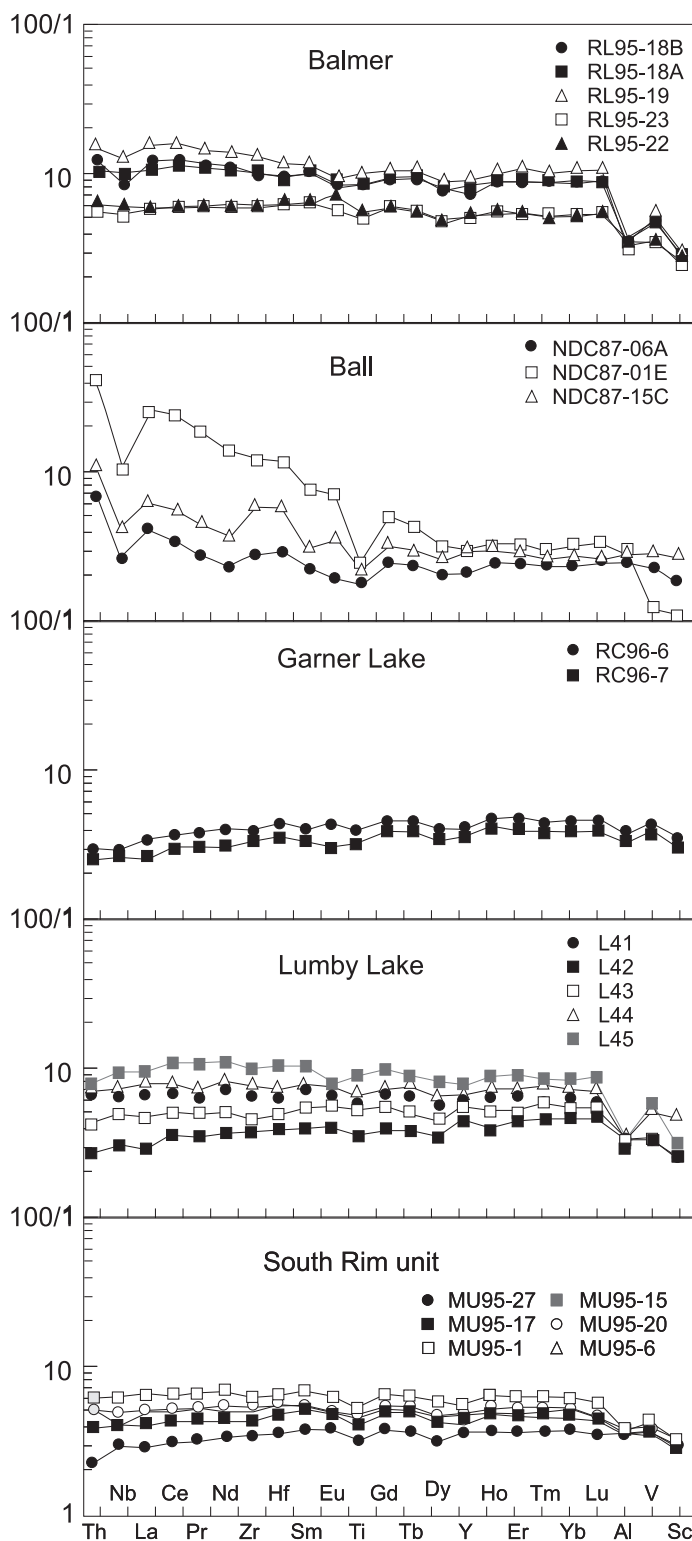 100/1
Balmer
RL95-18B
RL95-18A
RL95-19
RL95-23
RL95-22
10
100/1
Ball
NDC87-06A
NDC87-01E
NDC87-15C
10
100/1
Garner Lake
RC96-6
RC96-7
10
100/1
Lumby Lake
L41
L42
L43
L44
L45
10
100/1
South Rim unit
MU95-27 MU95-15
MU95-17 MU95-20
MU95-1 MU95-6
10
1
Nb Ce Nd Hf Eu Gd Dy Ho Tm Lu V
Th La Pr Zr Sm Ti Tb Y Er Yb Al Sc